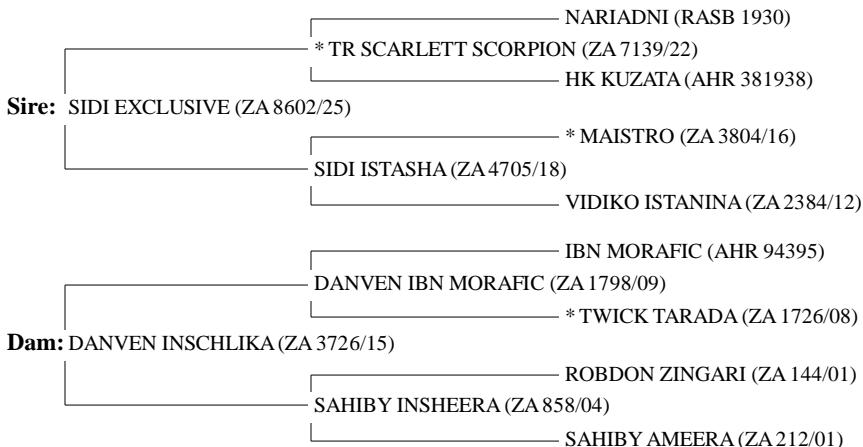 NARIADNI (RASB 1930)
* TR SCARLETT SCORPION (ZA 7139/22)
HK KUZATA (AHR 381938)
Sire: SIDI EXCLUSIVE (ZA 8602/25)
* MAISTRO (ZA 3804/16)
SIDI ISTASHA (ZA 4705/18)
VIDIKO ISTANINA (ZA 2384/12)
IBN MORAFIC (AHR 94395)
DANVEN IBN MORAFIC (ZA 1798/09)
* TWICK TARADA (ZA 1726/08)
Dam: DANVEN INSCHLIKA (ZA 3726/15)
ROBDON ZINGARI (ZA 144/01)
SAHIBY INSHEERA (ZA 858/04)
SAHIBY AMEERA (ZA 212/01)